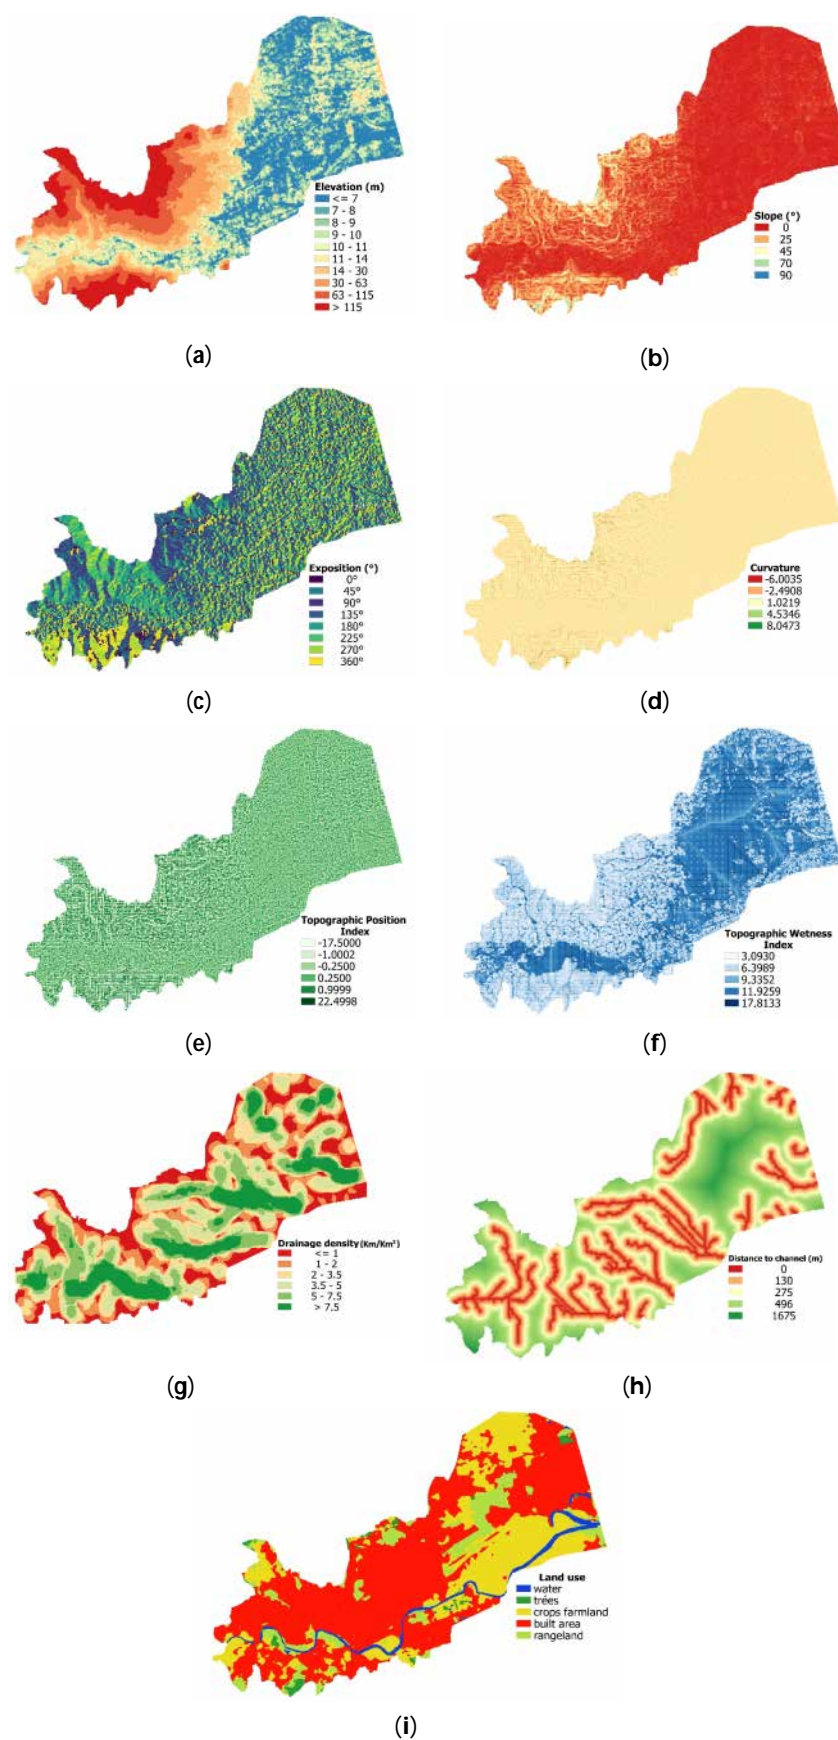 Elevation (m)
<= 7
7 - 8
8 - 9
9 - 10
10 - 11
11 - 14
14 - 30
30 - 63
63 - 115
> 115
(a)
Slope (°)
0
25
45
70
90
(b)
Exposition (°)
0°
45°
90°
135°
180°
225°
270°
360°
(c)
Curvature
-6.0035
-2.4908
1.0219
4.5346
8.0473
(d)
Topographic Position
Index
-17.5000
-1.0002
-0.2500
0.2500
0.9999
22.4998
(e)
Topographic Wetness
Index
3.0930
6.3989
9.3352
11.9259
17.8133
(f)
Drainage density(Km/Km²)
<= 1
1 - 2
2 - 3.5
3.5 - 5
5 - 7.5
> 7.5
(g)
Distance to channel (m)
0
130
275
496
1675
(h)
Land use
water
trées
crops farmland
built area
rangeland
(i)